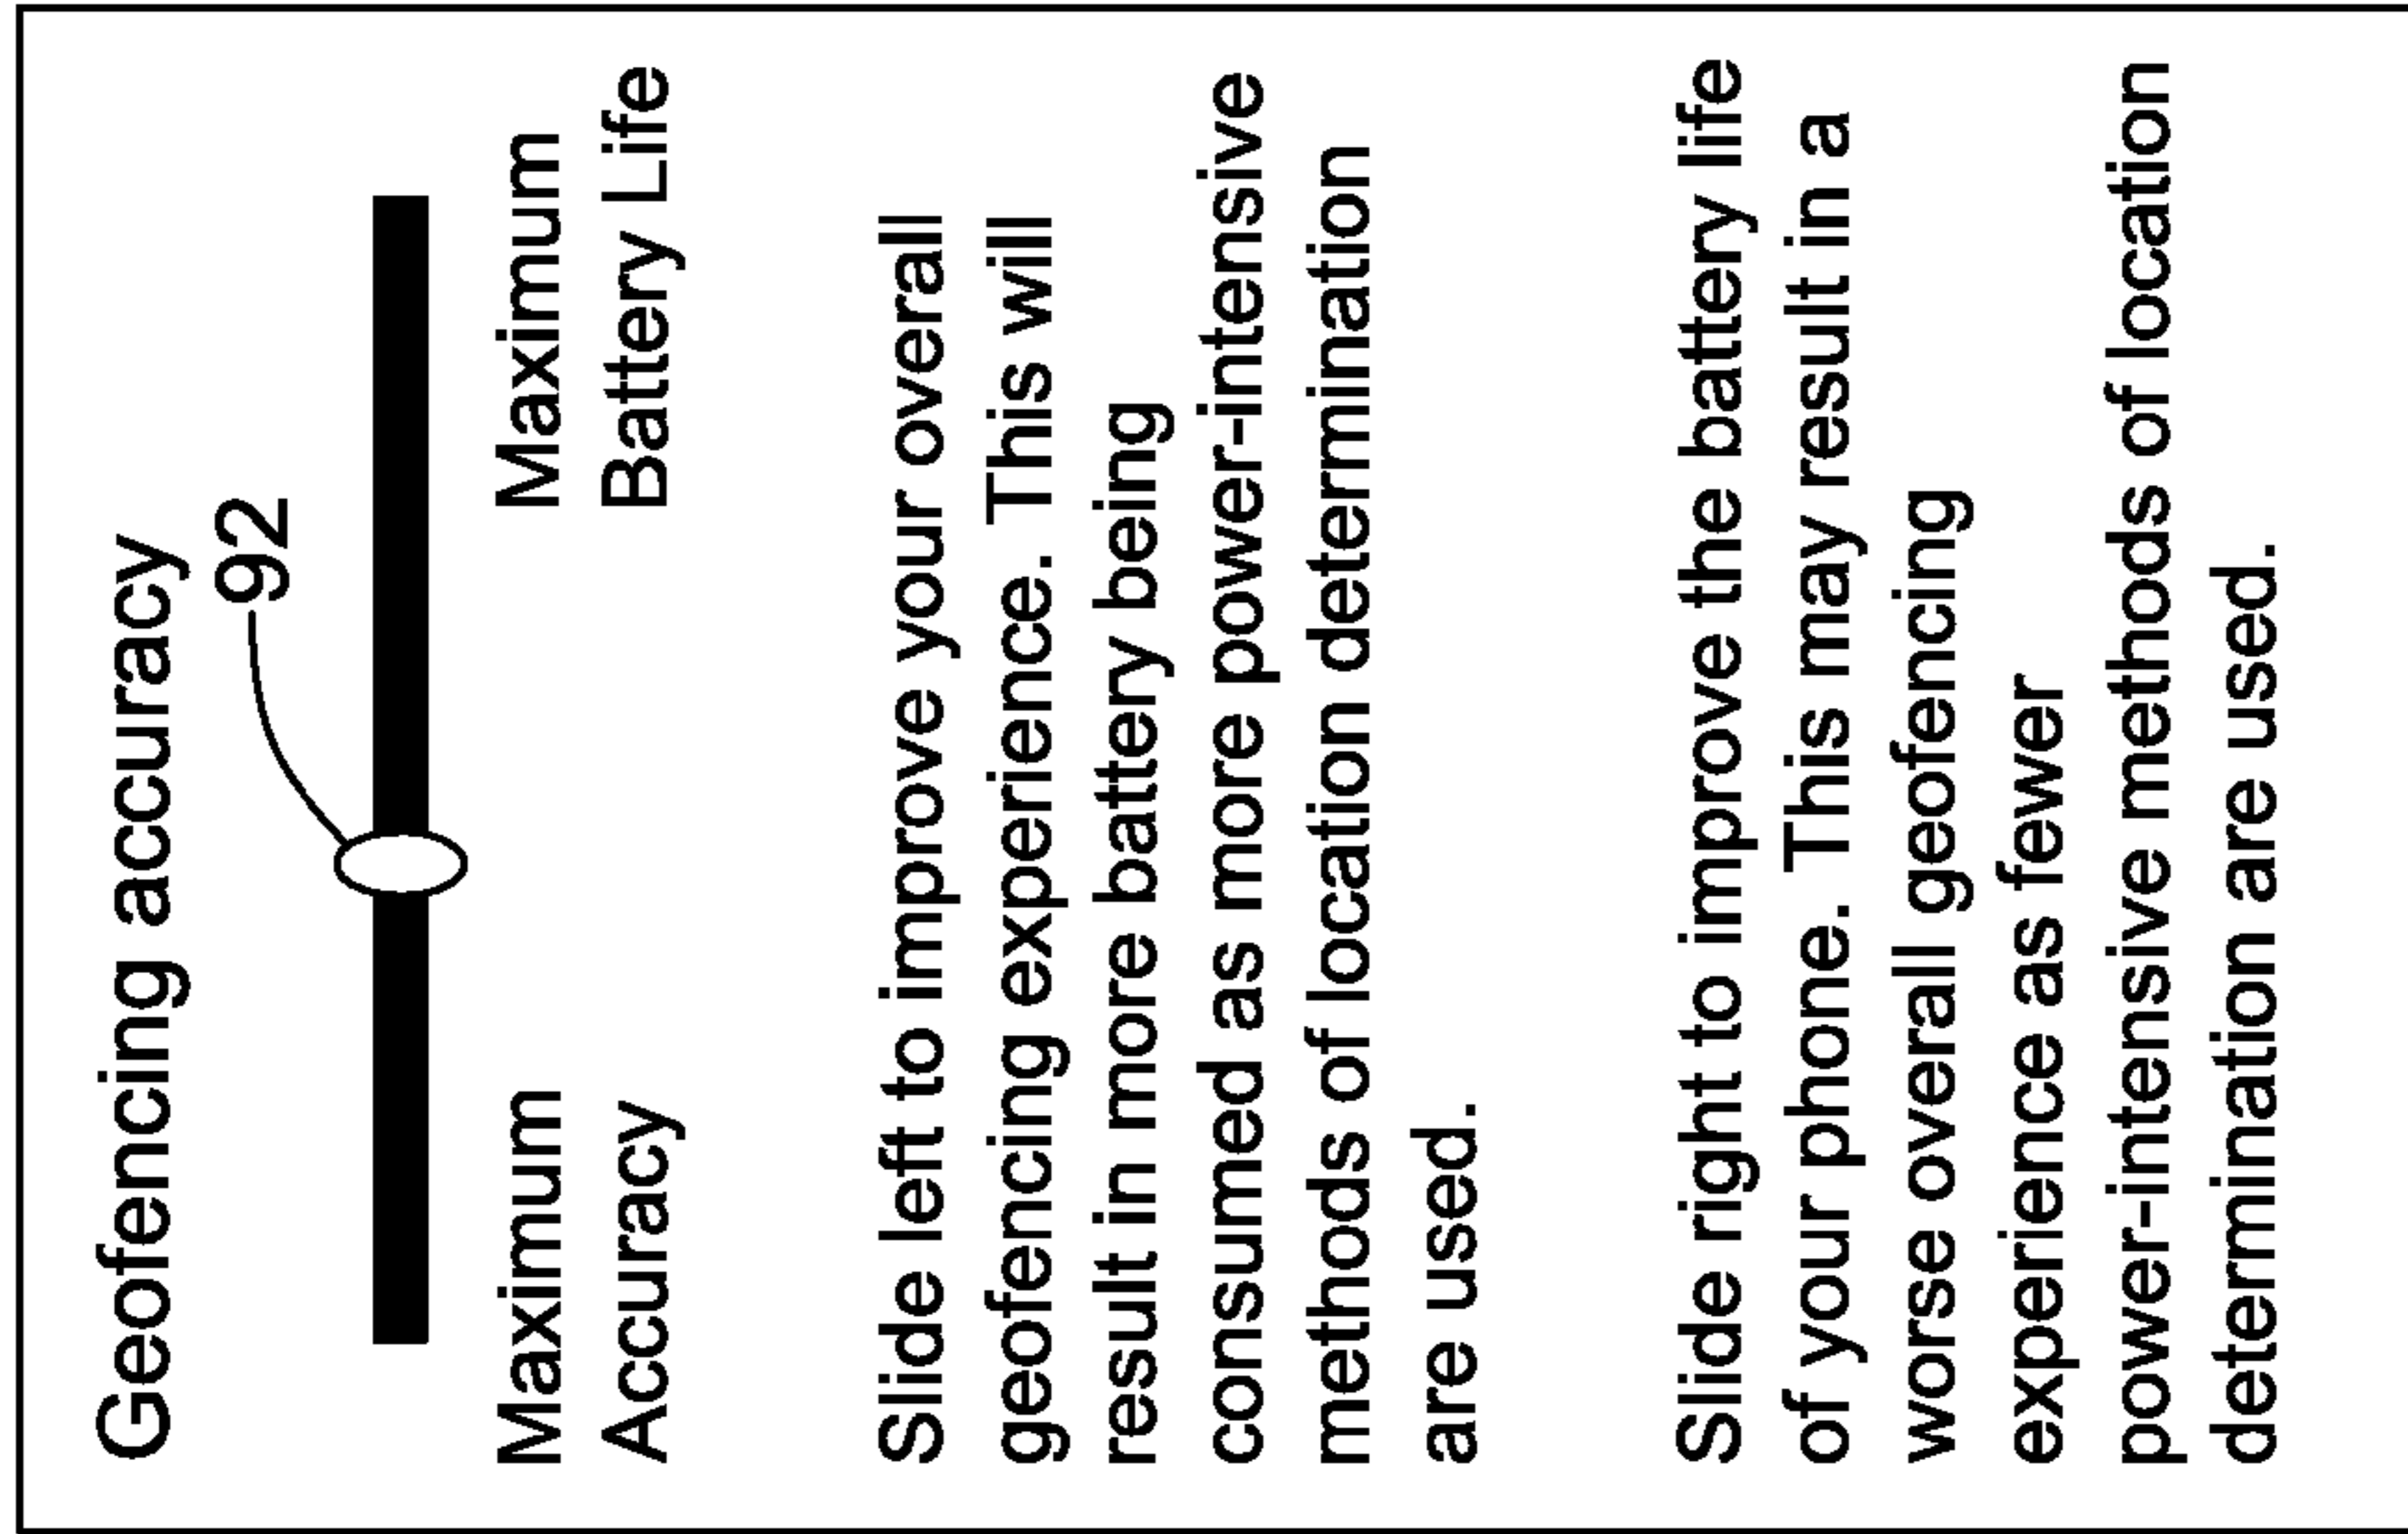 Geofencing accuracy
92
Maximum Accuracy
Maximum Battery Life
Slide left to improve your overall
geofencing experience. This will
result in more battery being
consumed as more power-intensive
methods of location determination
are used.
Slide right to improve the battery life
of your phone. This may result in a
worse overall geofencing
experience as fewer
power-intensive methods of location
determination are used.